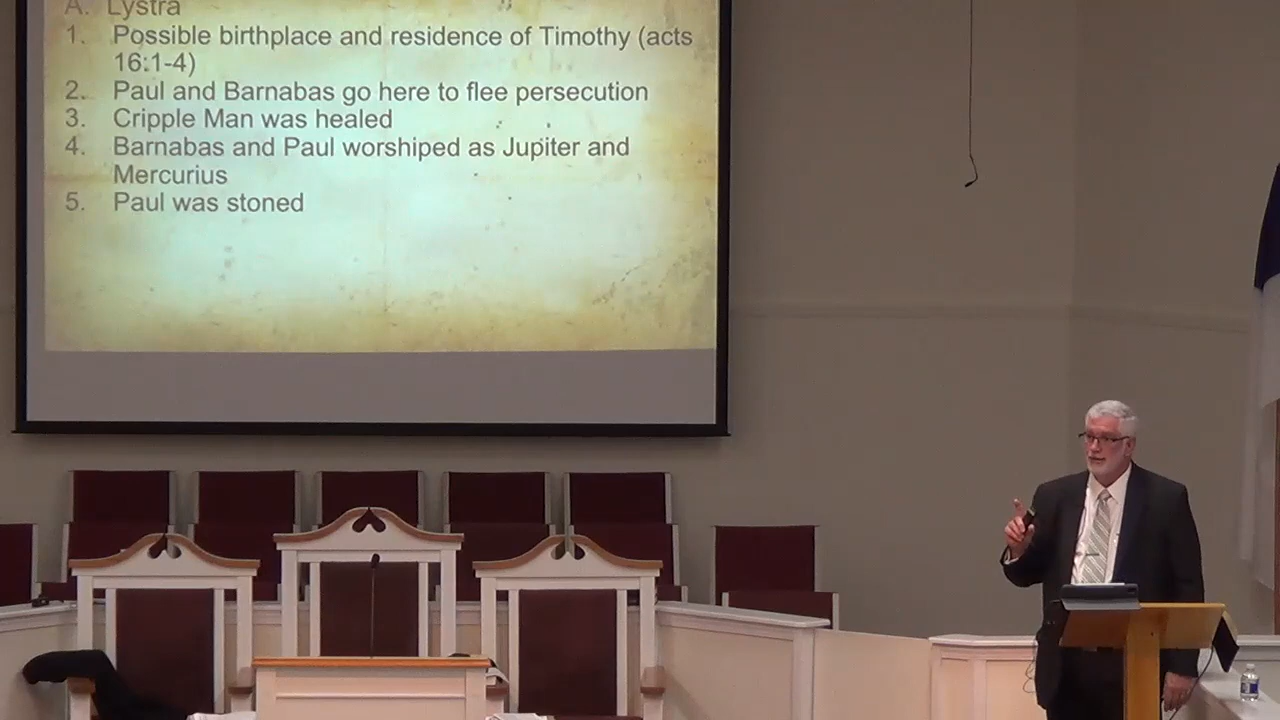 A. Lystra
1. Possible birthplace and residence of Timothy (acts
16:1-4)
2. Paul and Barnabas go here to flee persecution
3. Cripple Man was healed
4. Barnabas and Paul worshiped as Jupiter and
Mercurius
5. Paul was stoned